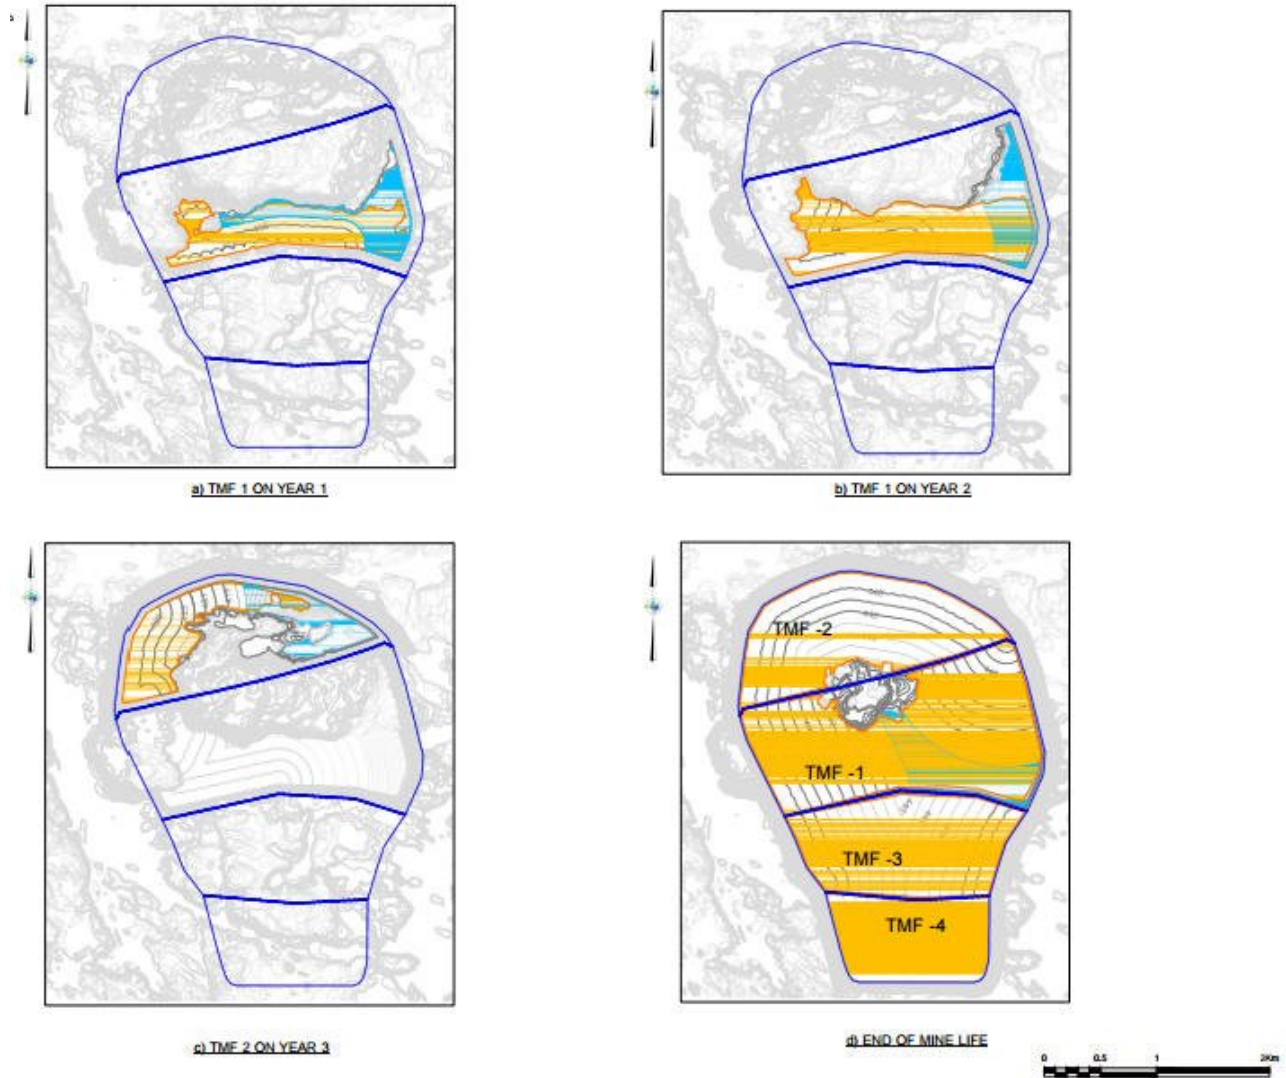 a) TMF 1 ON YEAR 1
b) TMF 1 ON YEAR 2
TMF -2
TMF -1
TMF -3
TMF -4
c) TMF 2 ON YEAR 3
d) END OF MINE LIFE
0 0.5 1 2Km